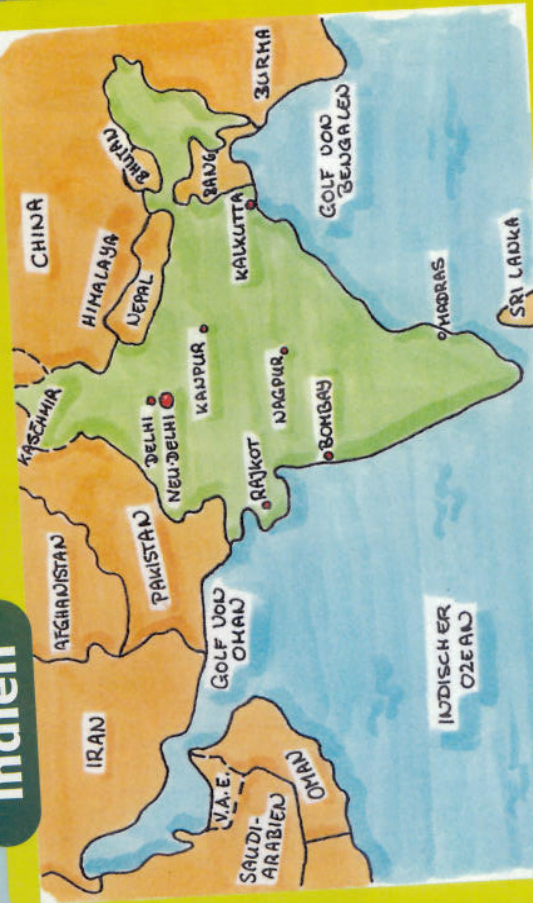 Indien
CHINA
HIMALAYA
NEPAL
BHUTAN
BANG
BURMA
KASCHMIR
AFGHANISTAN
PAKISTAN
IRAN
DELHI
NEU-DELHI
KANPUR
KALKUTTA
NAGPUR
RAJKOT
BOMBAY
MADRAS
SRI LANKA
GOLF VON
BENGALEN
GOLF VON
OMAN
V.A.E.
OMAN
SAUDI-
ARABIEN
INDISCHER
OZEAN